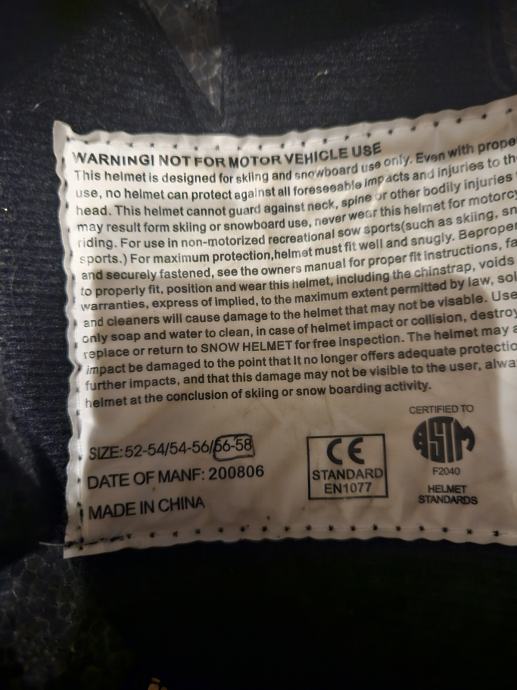 WARNING! NOT FOR MOTOR VEHICLE USE
This helmet is designed for skiing and snowboard use only. Even with prope
use, no helmet can protect against all foreseeable impacts and injuries to th
head. This helmet cannot guard against neck, spine or other bodily injuries
may result form skiing or snowboard use, never wear this helmet for motorcy
riding. For use in non-motorized recreational sow sports(such as skiing, sn
sports.) For maximum protection,helmet must fit well and snugly. Beproper
and securely fastened, see the owners manual for proper fit instructions, fa
to properly fit, position and wear this helmet, including the chinstrap, voids
warranties, express of implied, to the maximum extent permitted by law, sol
and cleaners will cause damage to the helmet that may not be visable. Use
only soap and water to clean, in case of helmet impact or collision, destroy
replace or return to SNOW HELMET for free inspection. The helmet may a
impact be damaged to the point that It no longer offers adequate protectio
further impacts, and that this damage may not be visible to the user, alwa
helmet at the conclusion of skiing or snow boarding activity.
SIZE: 52-54/54-56/56-58
DATE OF MANF: 200806
MADE IN CHINA
CE
STANDARD
EN1077
CERTIFIED TO
ASTM
F2040
HELMET
STANDARDS